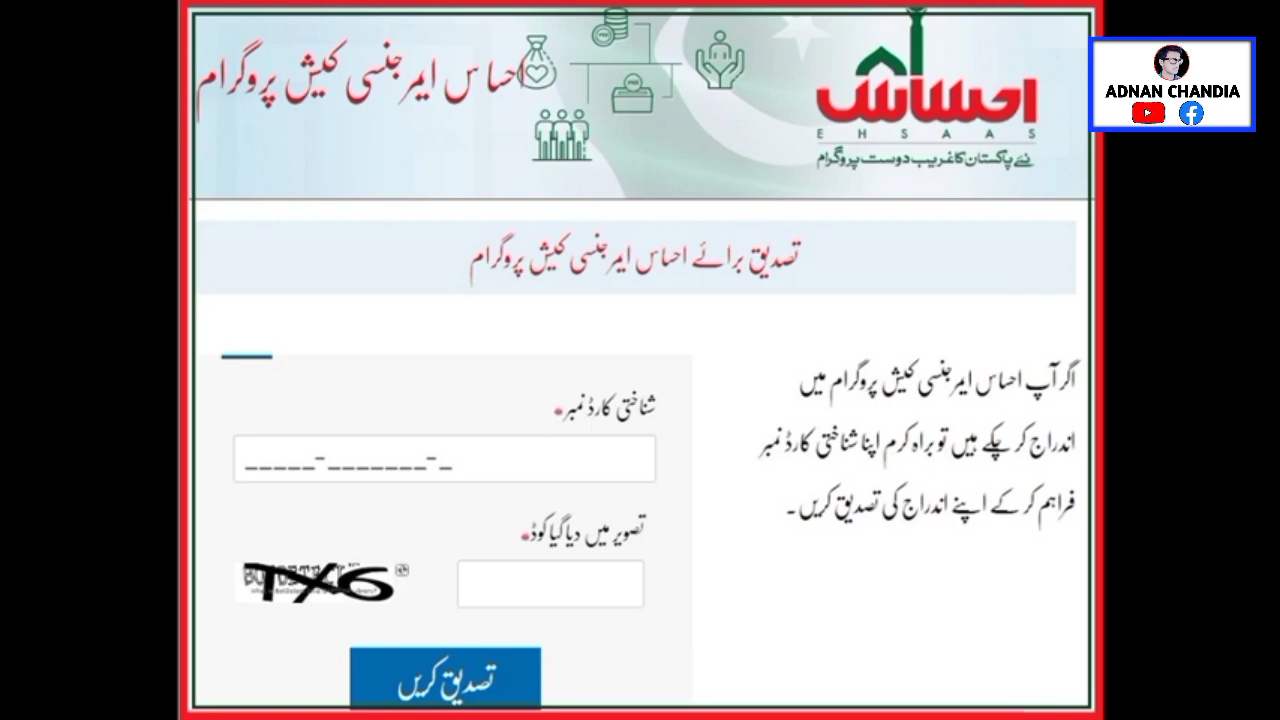 احساس ایمرجنسی کیش پروگرام
احساس
EHSAAS
نئے پاکستان کا غریب دوست پروگرام
ADNAN CHANDIA
تصدیق برائے احساس ایمرجنسی کیش پروگرام
اگر آپ احساس ایمرجنسی کیش پروگرام میں
اندراج کر چکے ہیں تو براہ کرم اپنا شناختی کارڈ نمبر
فراہم کر کے اپنے اندراج کی تصدیق کریں۔
شناختی کارڈ نمبر *
_____-_______-_
تصویر میں دیا گیا کوڈ*
TX6
تصدیق کریں